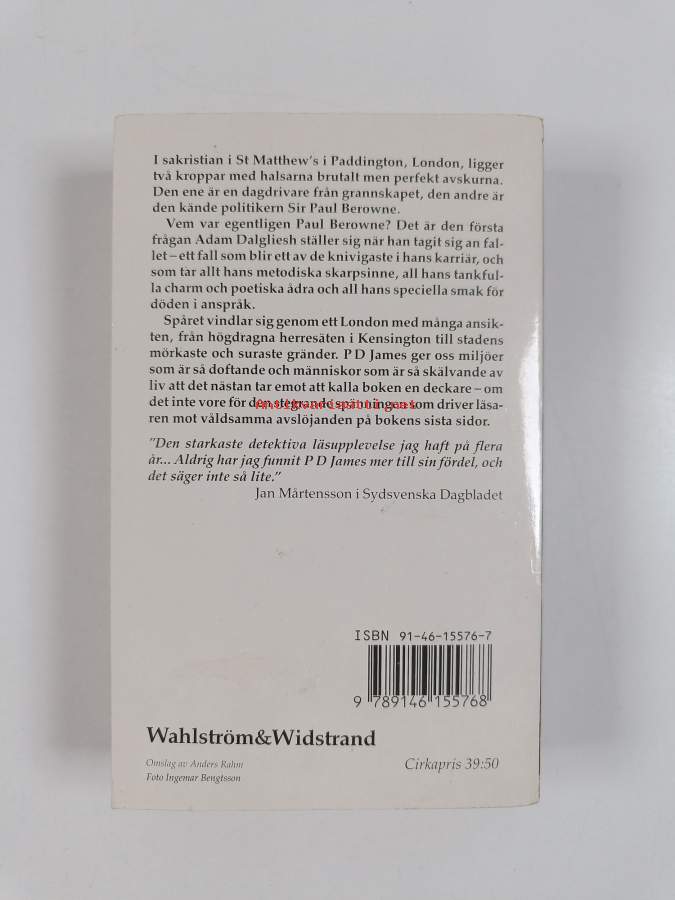 I sakristian i St Matthew's i Paddington, London, ligger
två kroppar med halsarna brutalt men perfekt avskurna.
Den ene är en dagdrivare från grannskapet, den andre är
den kände politikern Sir Paul Berowne.
Vem var egentligen Paul Berowne? Det är den första
frågan Adam Dalgliesh ställer sig när han tagit sig an fal-
let – ett fall som blir ett av de knivigaste i hans karriär, och
som tar allt hans metodiska skarpsinne, all hans tankful-
la charm och poetiska ådra och all hans speciella smak för
döden i anspråk.
Spåret vindlar sig genom ett London med många ansik-
ten, från högdragna herresäten i Kensington till stadens
mörkaste och suraste gränder. P D James ger oss miljöer
som är så doftande och människor som är så skälvande av
liv att det nästan tar emot att kalla boken en deckare – om
det inte vore för den stegrande spänningen som driver läsa-
ren mot våldsamma avslöjanden på bokens sista sidor.
"Den starkaste detektiva läsupplevelse jag haft på flera
år... Aldrig har jag funnit P D James mer till sin fördel, och
det säger inte så lite."
Jan Mårtensson i Sydsvenska Dagbladet
ISBN 91-46-15576-7
9 789146 155768
Wahlström&Widstrand
Omslag av Anders Rahm
Foto Ingemar Bengtsson
Cirkapris 39:50